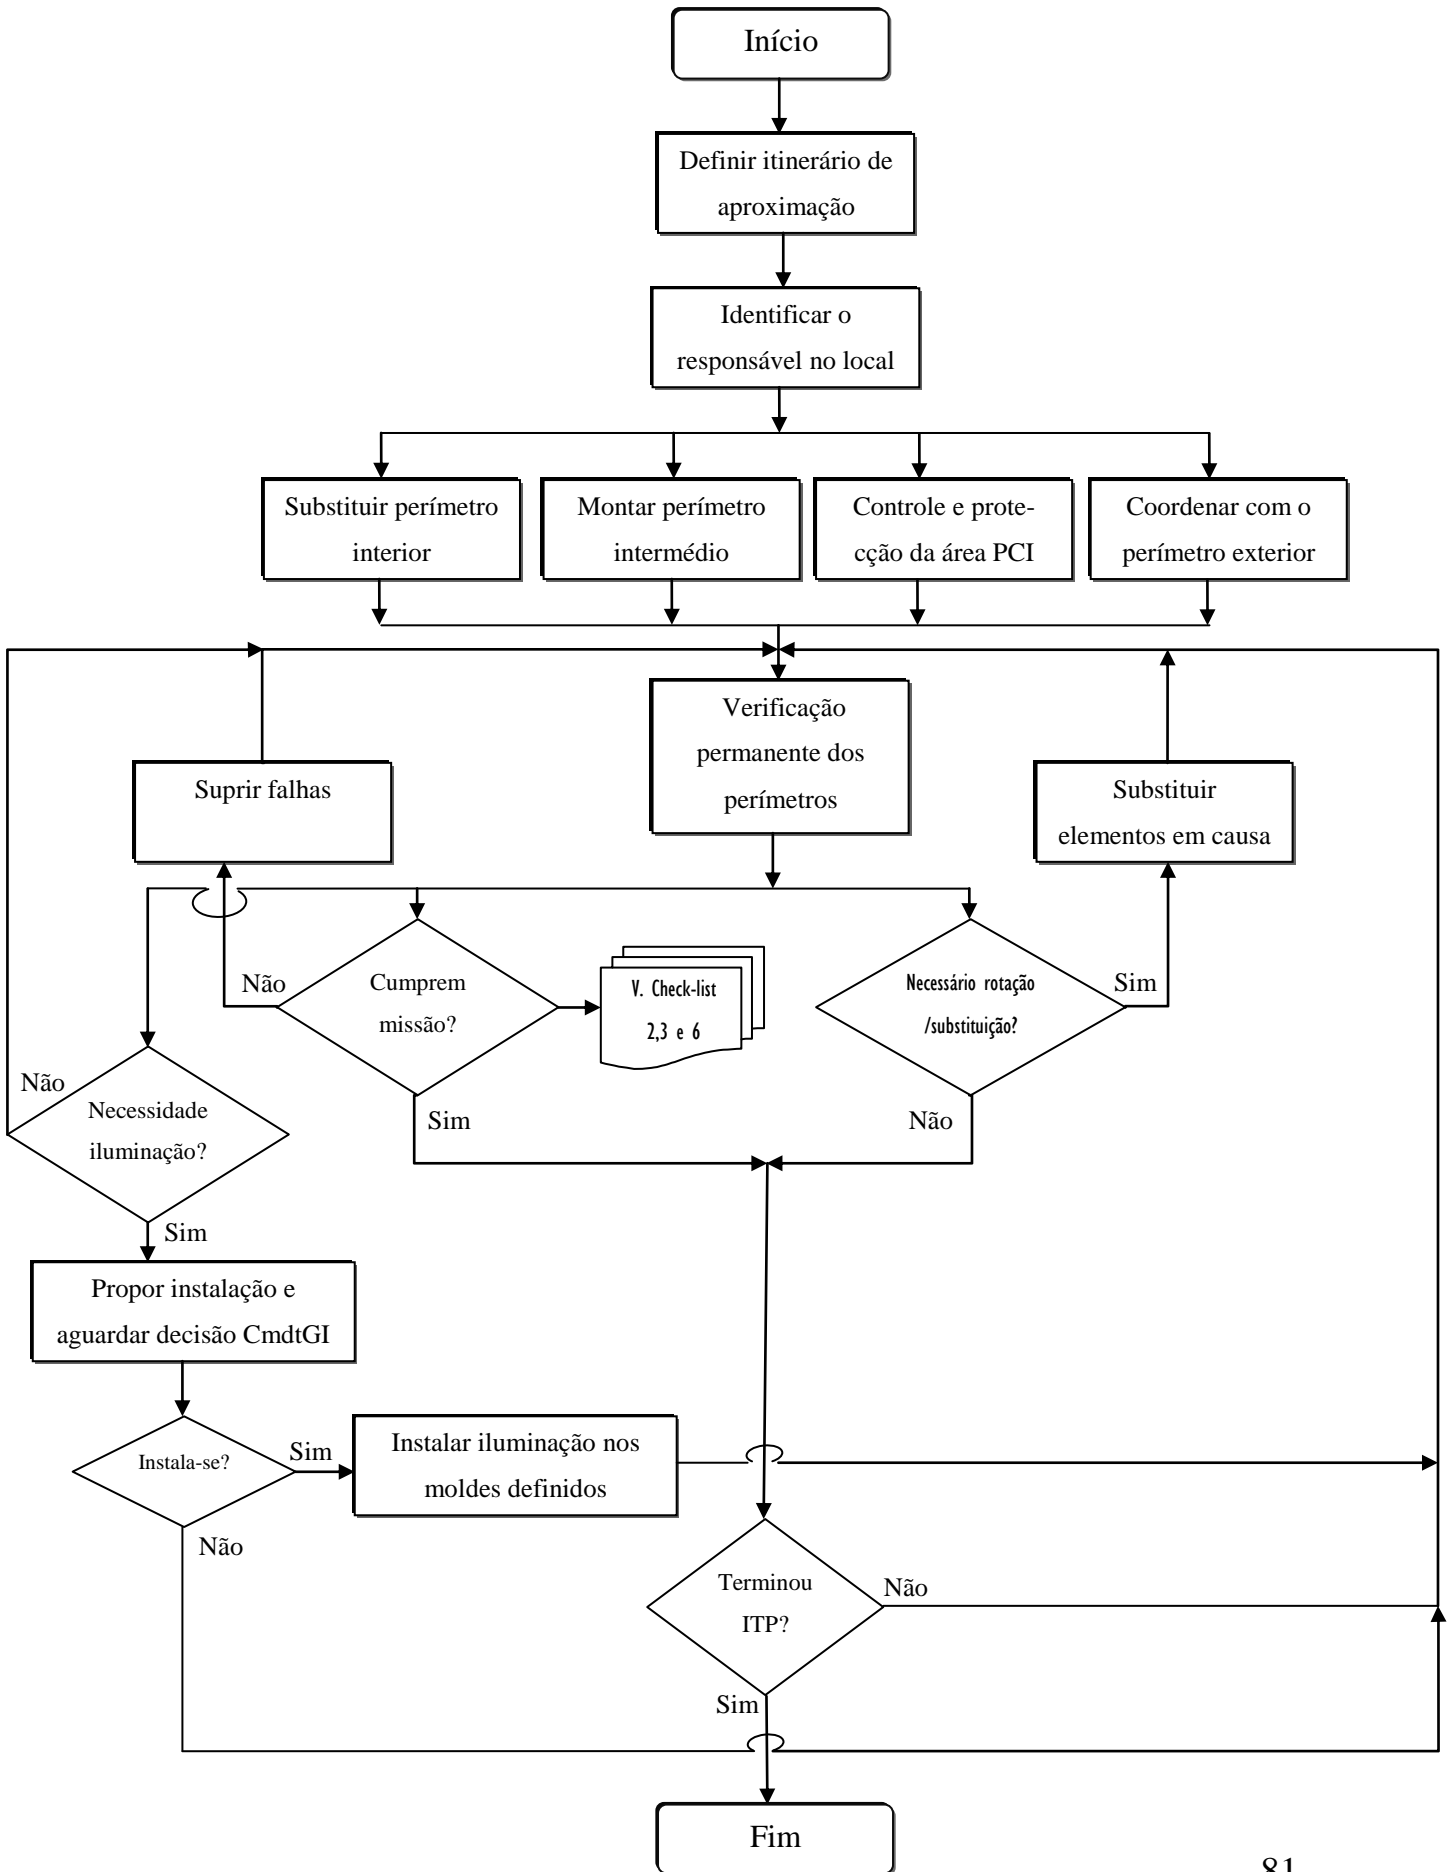 Início
Definir itinerário de
aproximação
Identificar o
responsável no local
Substituir perímetro
interior
Montar perímetro
intermédio
Controle e prote-
cção da área PCI
Coordenar com o
perímetro exterior
Verificação
permanente dos
perímetros
Suprir falhas
Substituir
elementos em causa
Não
Cumprem
missão?
V. Check-list
2,3 e 6
Necessário rotação
/substituição?
Sim
Não
Necessidade
iluminação?
Sim
Não
Sim
Propor instalação e
aguardar decisão CmdtGI
Instala-se?
Sim
Instalar iluminação nos
moldes definidos
Não
Terminou
ITP?
Não
Sim
Fim
81